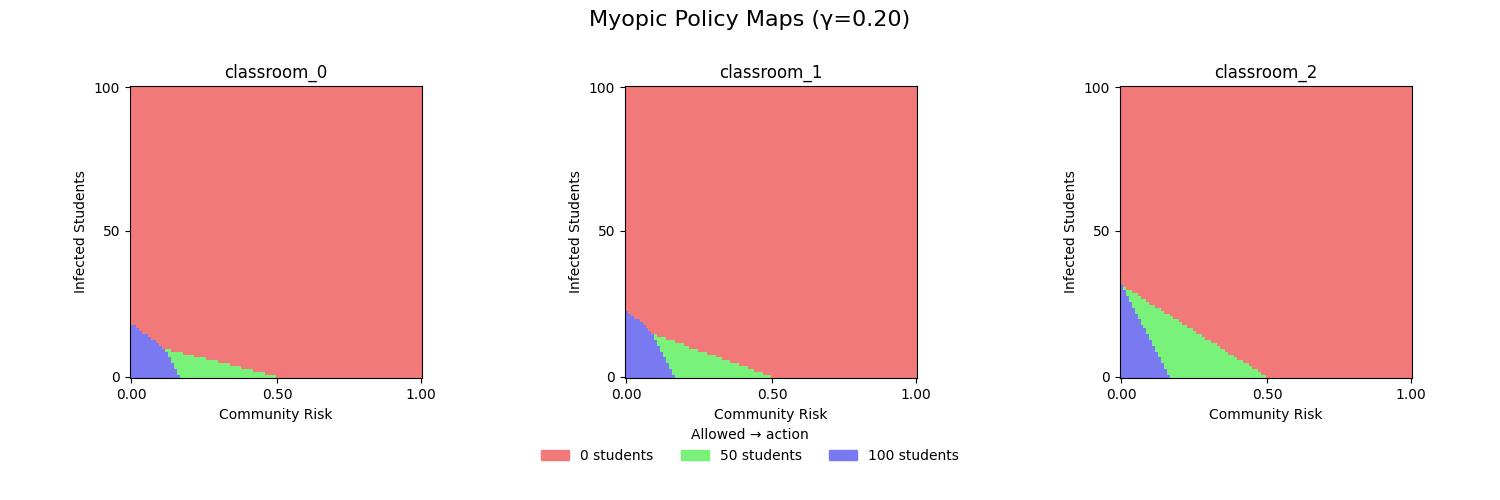 Myopic Policy Maps (γ=0.20)
classroom_0
100
50
0
Infected Students
0.00 0.50 1.00
Community Risk
classroom_1
100
50
0
Infected Students
0.00 0.50 1.00
Community Risk
classroom_2
100
50
0
Infected Students
0.00 0.50 1.00
Community Risk
Allowed → action
0 students 50 students 100 students